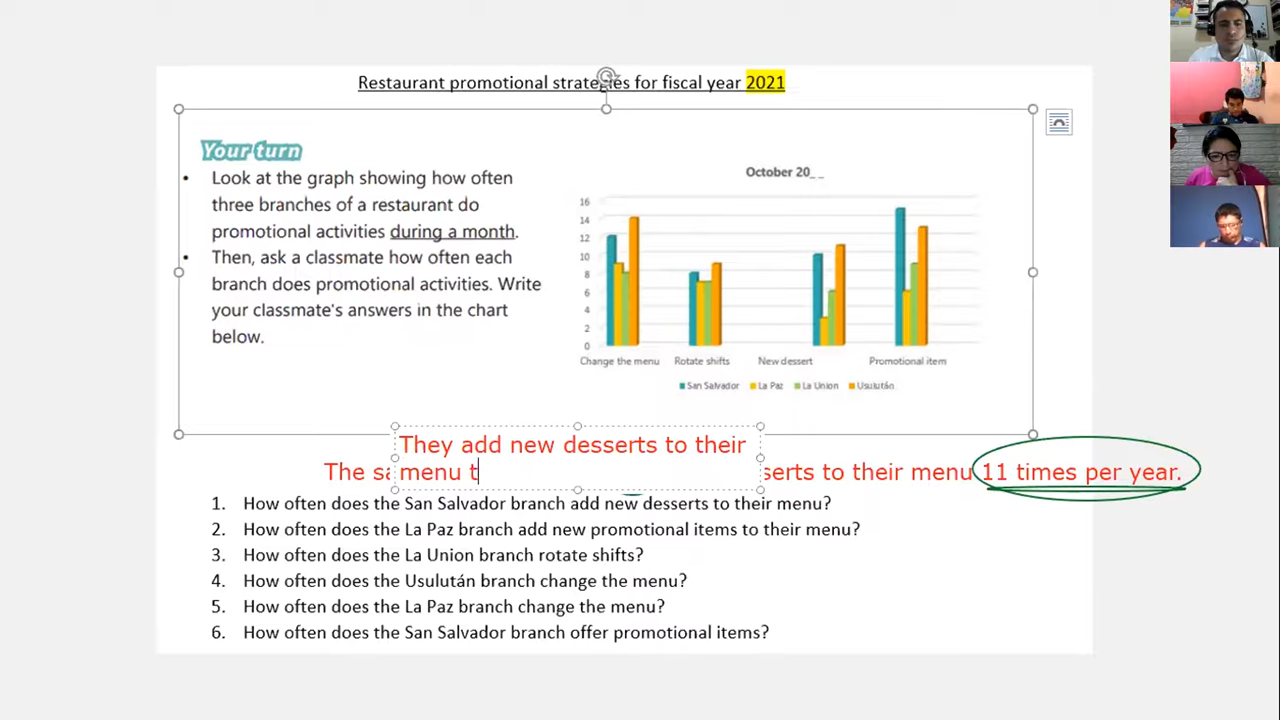 Restaurant promotional strategies for fiscal year 2021
Your turn
• Look at the graph showing how often
three branches of a restaurant do
promotional activities during a month.
• Then, ask a classmate how often each
branch does promotional activities. Write
your classmate's answers in the chart
below.
October 20_ _
16
14
12
10
8
6
4
2
0
Change the menu Rotate shifts New dessert Promotional item
San Salvador La Paz La Union Usulután
They add new desserts to their
menu t
The sa serts to their menu 11 times per year.
1. How often does the San Salvador branch add new desserts to their menu?
2. How often does the La Paz branch add new promotional items to their menu?
3. How often does the La Union branch rotate shifts?
4. How often does the Usulután branch change the menu?
5. How often does the La Paz branch change the menu?
6. How often does the San Salvador branch offer promotional items?